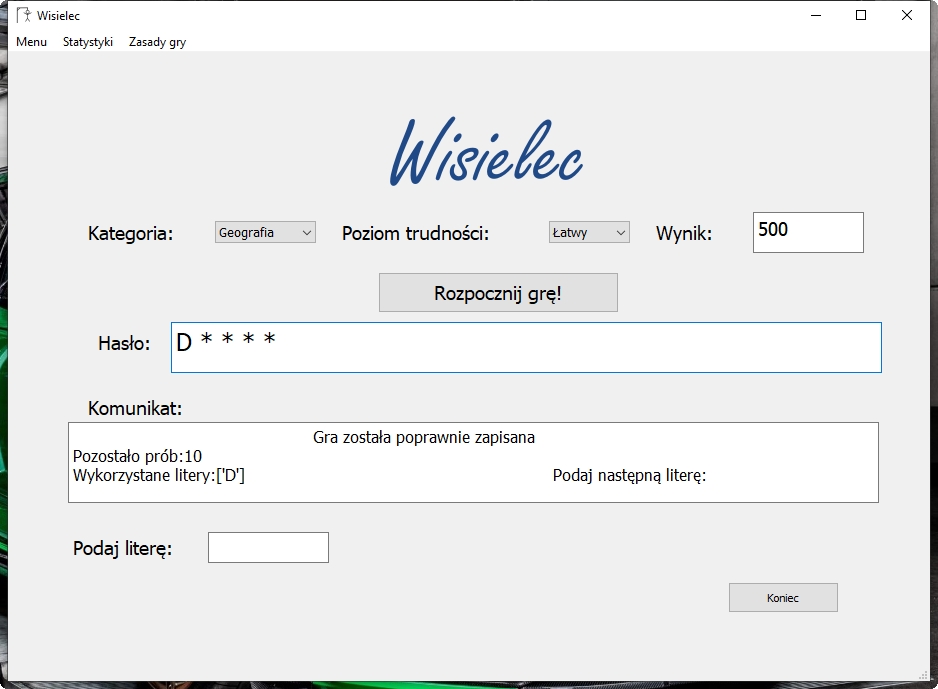 Wisielec
Menu Statystyki Zasady gry
Wisielec
Kategoria: Geografia Poziom trudności: Łatwy Wynik: 500
Rozpocznij grę!
Hasło: D * * * *
Komunikat:
Gra została poprawnie zapisana
Pozostało prób:10
Wykorzystane litery:['D'] Podaj następną literę:
Podaj literę:
Koniec